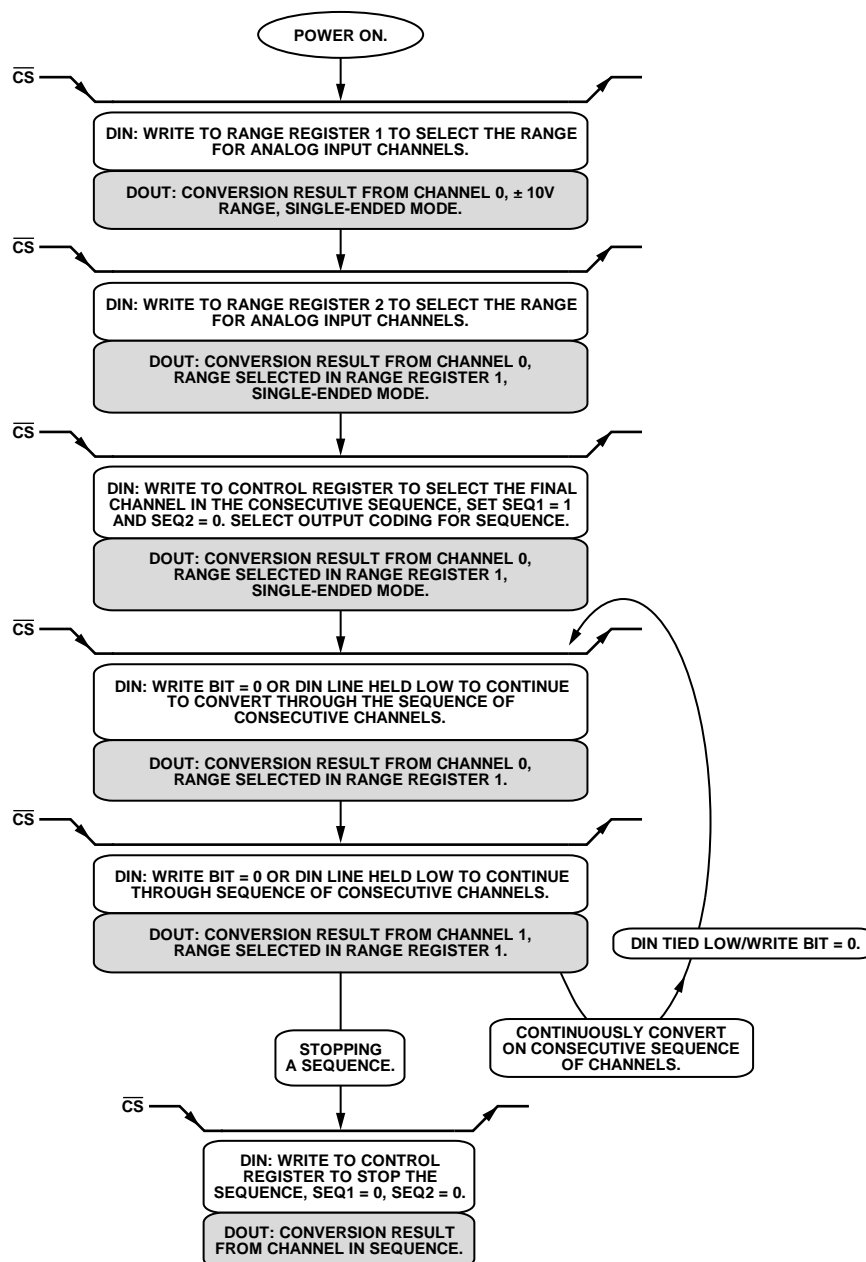 POWER ON.
CS
DIN: WRITE TO RANGE REGISTER 1 TO SELECT THE RANGE
FOR ANALOG INPUT CHANNELS.
DOUT: CONVERSION RESULT FROM CHANNEL 0, ± 10V
RANGE, SINGLE-ENDED MODE.
CS
DIN: WRITE TO RANGE REGISTER 2 TO SELECT THE RANGE
FOR ANALOG INPUT CHANNELS.
DOUT: CONVERSION RESULT FROM CHANNEL 0,
RANGE SELECTED IN RANGE REGISTER 1,
SINGLE-ENDED MODE.
CS
DIN: WRITE TO CONTROL REGISTER TO SELECT THE FINAL
CHANNEL IN THE CONSECUTIVE SEQUENCE, SET SEQ1 = 1
AND SEQ2 = 0. SELECT OUTPUT CODING FOR SEQUENCE.
DOUT: CONVERSION RESULT FROM CHANNEL 0,
RANGE SELECTED IN RANGE REGISTER 1,
SINGLE-ENDED MODE.
CS
DIN: WRITE BIT = 0 OR DIN LINE HELD LOW TO CONTINUE
TO CONVERT THROUGH THE SEQUENCE OF
CONSECUTIVE CHANNELS.
DOUT: CONVERSION RESULT FROM CHANNEL 0,
RANGE SELECTED IN RANGE REGISTER 1.
CS
DIN: WRITE BIT = 0 OR DIN LINE HELD LOW TO CONTINUE
THROUGH SEQUENCE OF CONSECUTIVE CHANNELS.
DOUT: CONVERSION RESULT FROM CHANNEL 1,
RANGE SELECTED IN RANGE REGISTER 1.
DIN TIED LOW/WRITE BIT = 0.
STOPPING
A SEQUENCE.
CONTINUOUSLY CONVERT
ON CONSECUTIVE SEQUENCE
OF CHANNELS.
CS
DIN: WRITE TO CONTROL
REGISTER TO STOP THE
SEQUENCE, SEQ1 = 0, SEQ2 = 0.
DOUT: CONVERSION RESULT
FROM CHANNEL IN SEQUENCE.